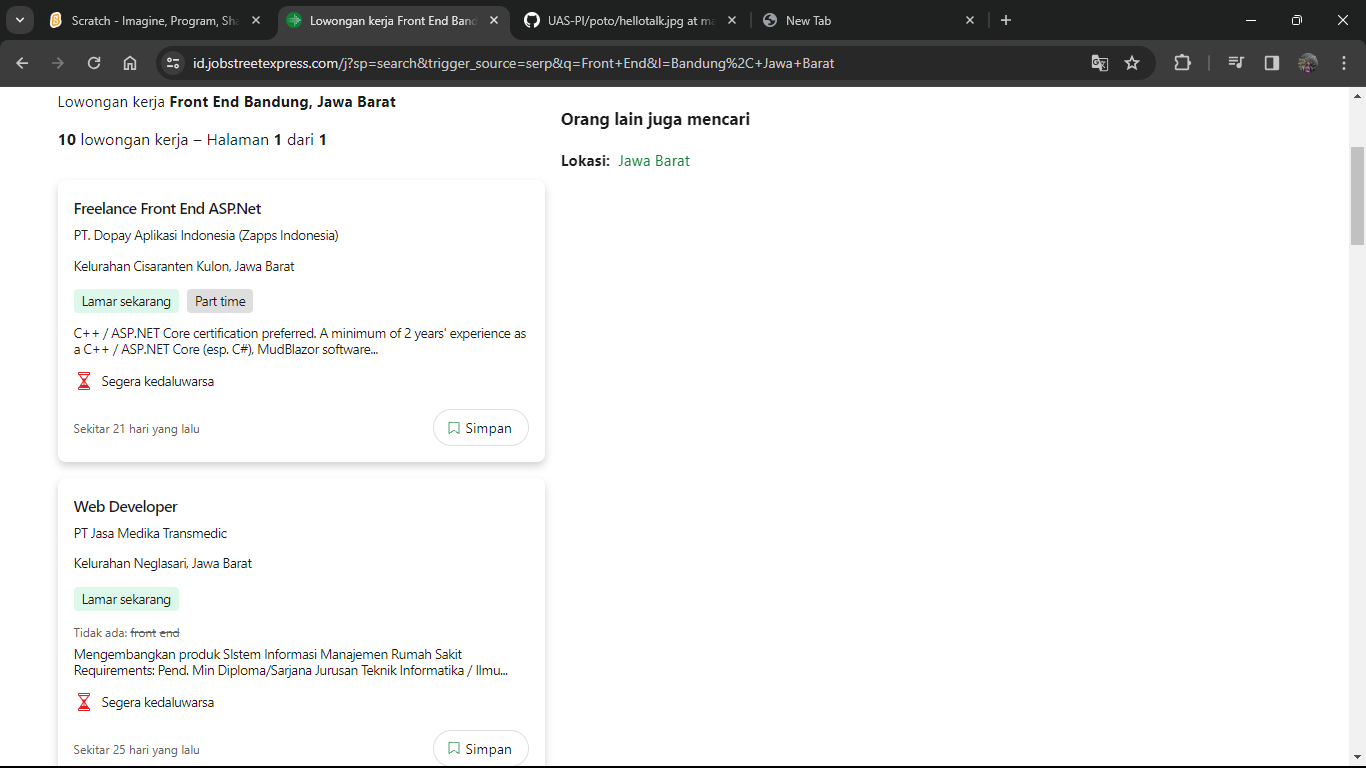 Scratch - Imagine, Program, Sha
Lowongan kerja Front End Band
UAS-PI/poto/hellotalk.jpg at ma
New Tab
id.jobstreetexpress.com/j?sp=search&trigger_source=serp&q=Front+End&l=Bandung%2C+Jawa+Barat
Lowongan kerja Front End Bandung, Jawa Barat
10 lowongan kerja – Halaman 1 dari 1
Orang lain juga mencari
Lokasi: Jawa Barat
Freelance Front End ASP.Net
PT. Dopay Aplikasi Indonesia (Zapps Indonesia)
Kelurahan Cisaranten Kulon, Jawa Barat
Lamar sekarang Part time
C++ / ASP.NET Core certification preferred. A minimum of 2 years' experience as
a C++ / ASP.NET Core (esp. C#), MudBlazor software...
Segera kedaluwarsa
Sekitar 21 hari yang lalu
Simpan
Web Developer
PT Jasa Medika Transmedic
Kelurahan Neglasari, Jawa Barat
Lamar sekarang
Tidak ada: front end
Mengembangkan produk SIstem Informasi Manajemen Rumah Sakit
Requirements: Pend. Min Diploma/Sarjana Jurusan Teknik Informatika / Ilmu...
Segera kedaluwarsa
Sekitar 25 hari yang lalu
Simpan